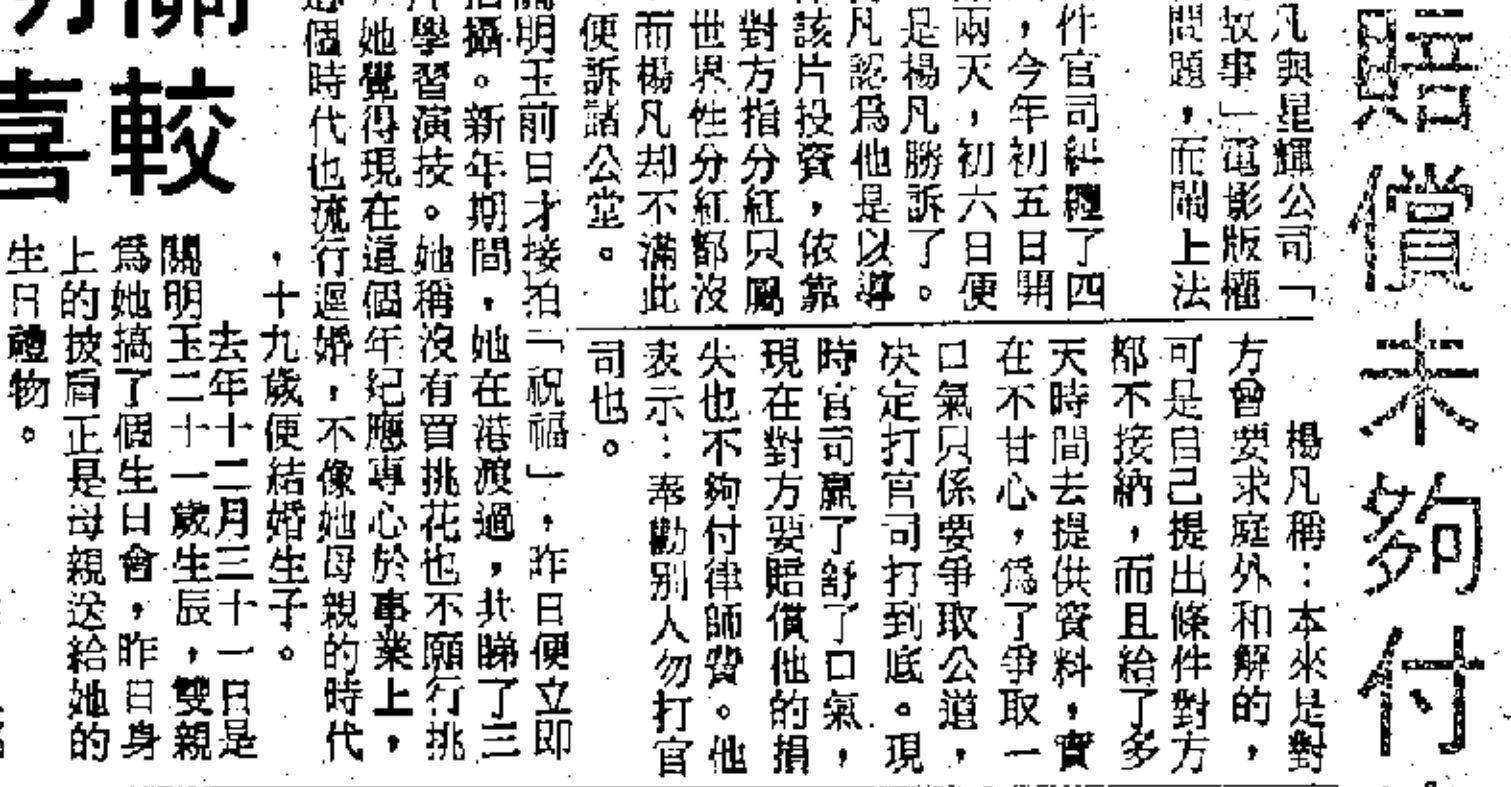 賠償未夠付
凡與星輝公司「
故事」電影版權
問題，而鬧上法
件官司糾纏了四
，今年初五日開
兩天，初六日便
是楊凡勝訴了。
凡認爲他是以導
該片投資，依靠
對方指分紅只屬
世界性分紅都沒
而楊凡却不滿此
便訴諸公堂。
楊凡稱：本來是對
方曾要求庭外和解的，
可是自己提出條件對方
都不接納，而且給了多
天時間去提供資料，實
在不甘心，爲了爭取一
口氣只係要爭取公道，
决定打官司打到底。現
時官司贏了舒了口氣，
現在對方要賠償他的損
失也不夠付律師費。他
表示：奉勸别人勿打官
司也。
較
喜
明玉前日才接拍「祝福」，昨日便立即
拍攝。新年期間，她在港渡過，共睇了三
學習演技。她稱沒有買挑花也不願行挑
她覺得現在這個年紀應專心於事業上，
個時代也流行遲婚，不像她母親的時代
，十九歲便結婚生子。
去年十二月三十一日是
關明玉二十一歲生辰，雙親
爲她搞了個生日會，昨日身
上的披肩正是母親送給她的
生日禮物。